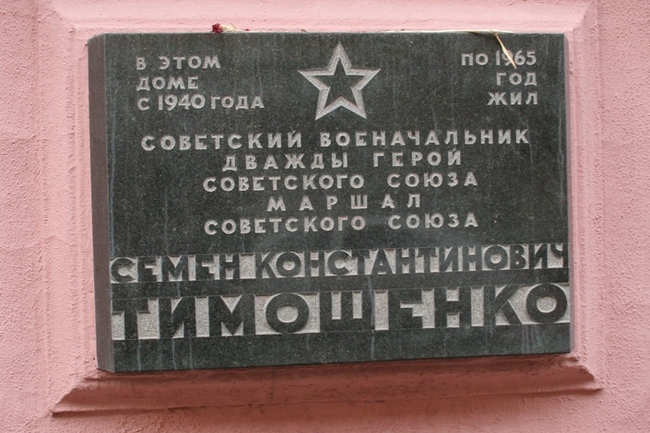 В ЭТОМ
ДОМЕ
С 1940 ГОДА
ПО 1965
ГОД
ЖИЛ
СОВЕТСКИЙ ВОЕНАЧАЛЬНИК
ДВАЖДЫ ГЕРОЙ
СОВЕТСКОГО СОЮЗА
МАРШАЛ
СОВЕТСКОГО СОЮЗА
СЕМЕН КОНСТАНТИНОВИЧ
ТИМОШЕНКО